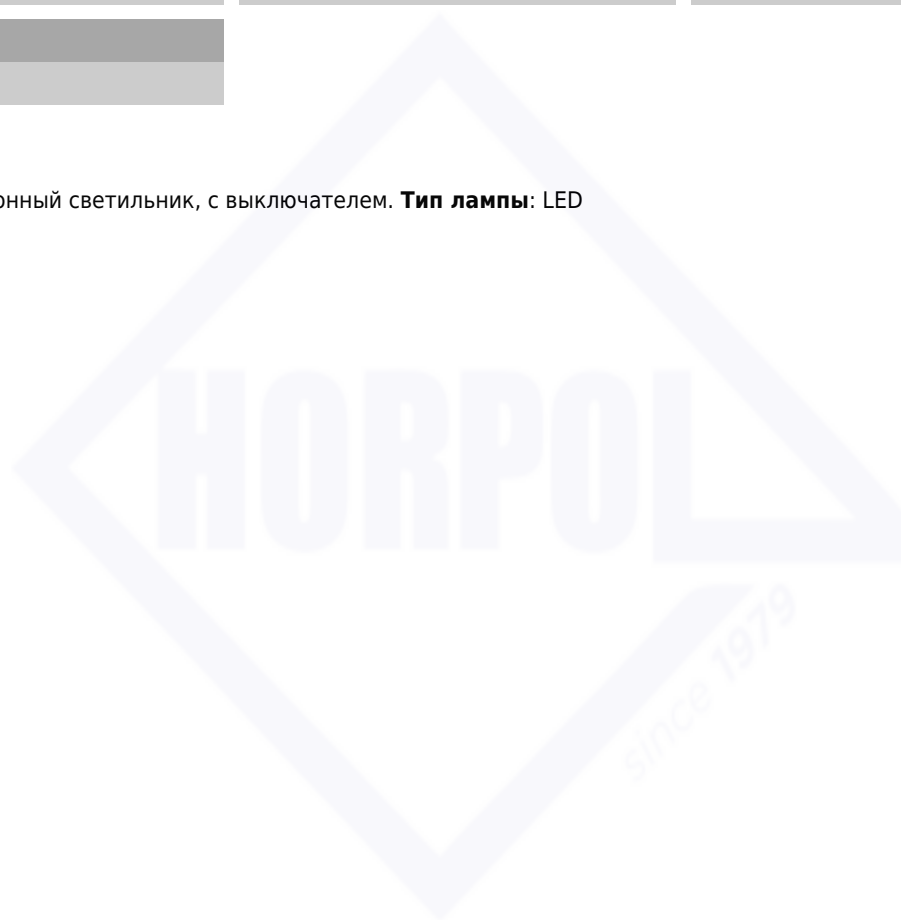 онный светильник, с выключателем. Тип лампы: LED
HORPOL
since 1979